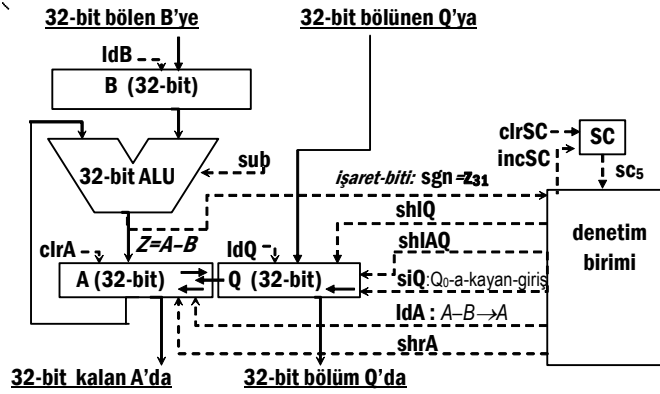 32-bit bölen B'ye
32-bit bölünen Q'ya
ldB
B (32-bit)
clrSC
SC
incSC
sc5
32-bit ALU
sub
işaret-biti: sgn=z31
Z=A–B
shlQ
clrA
ldQ
shlAQ
denetim
birimi
A (32-bit)
Q (32-bit)
siQ:Q0-a-kayan-giriş
ldA : A–B→A
shrA
32-bit kalan A'da
32-bit bölüm Q'da